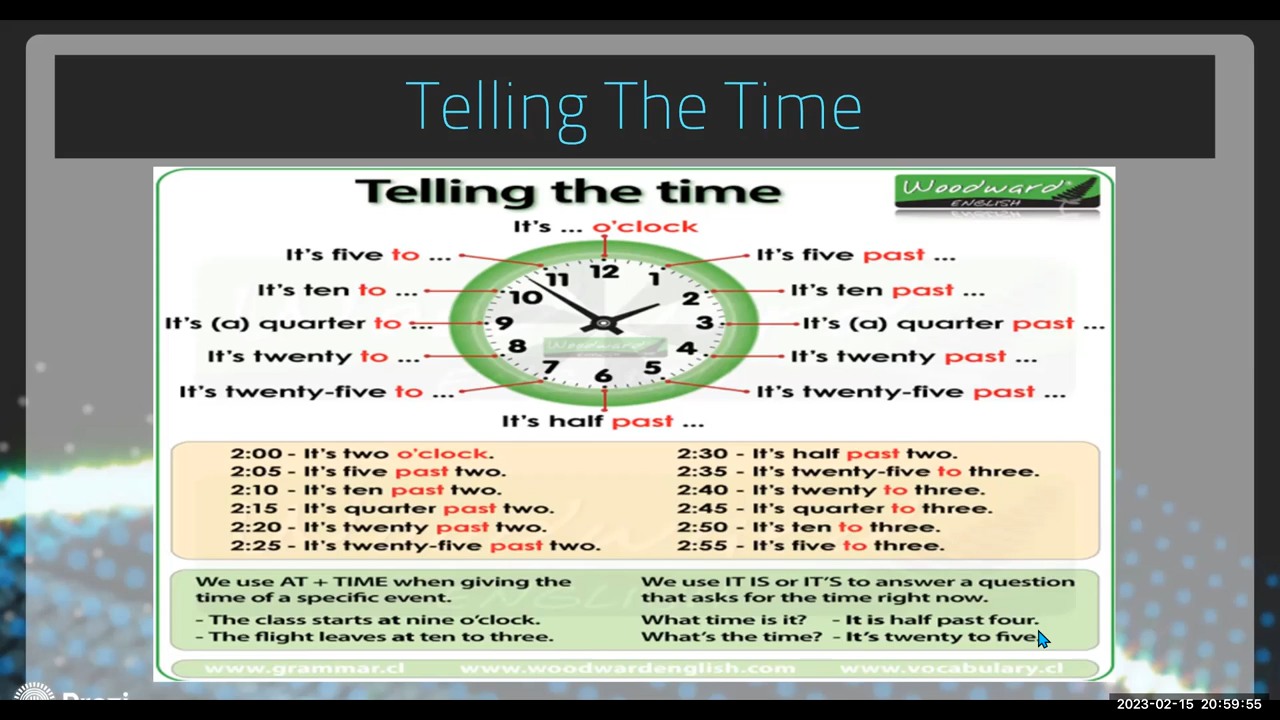 Telling The Time
Telling the time
Woodward
ENGLISH
It's ... o'clock
It's five to ...
It's five past ...
It's ten to ...
It's ten past ...
It's (a) quarter to ...
It's (a) quarter past ...
It's twenty to ...
It's twenty past ...
It's twenty-five to ...
It's twenty-five past ...
It's half past ...
12
1
2
3
4
5
6
7
8
9
10
11
Woodward
2:00 - It's two o'clock.
2:05 - It's five past two.
2:10 - It's ten past two.
2:15 - It's quarter past two.
2:20 - It's twenty past two.
2:25 - It's twenty-five past two.
2:30 - It's half past two.
2:35 - It's twenty-five to three.
2:40 - It's twenty to three.
2:45 - It's quarter to three.
2:50 - It's ten to three.
2:55 - It's five to three.
We use AT + TIME when giving the
time of a specific event.
- The class starts at nine o'clock.
- The flight leaves at ten to three.
We use IT IS or IT'S to answer a question
that asks for the time right now.
What time is it? - It is half past four.
What's the time? - It's twenty to five
www.grammar.cl www.woodwardenglish.com www.vocabulary.cl
Prezi
2023-02-15 20:59:55